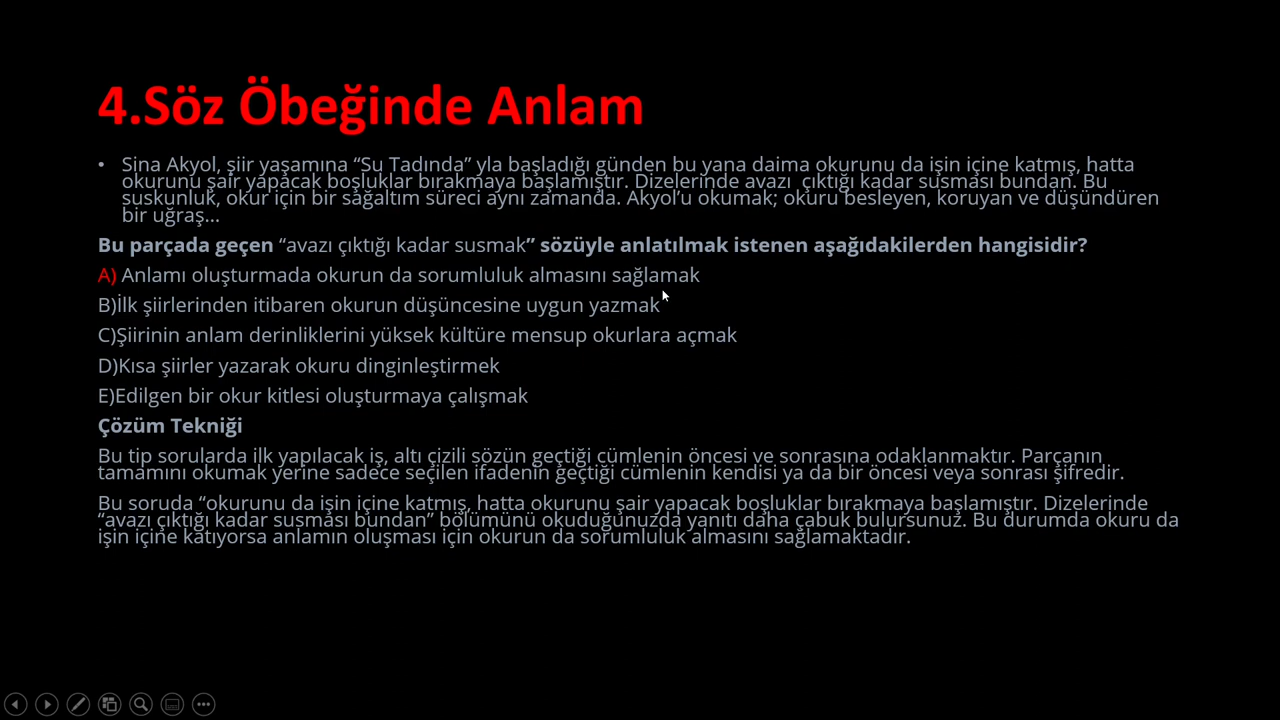 4.Söz Öbeğinde Anlam
• Sina Akyol, şiir yaşamına “Su Tadında” yla başladığı günden bu yana daima okurunu da işin içine katmış, hatta
okurunu şair yapacak boşluklar bırakmaya başlamıştır. Dizelerinde avazı çıktığı kadar susması bundan. Bu
suskunluk, okur için bir sağaltım süreci aynı zamanda. Akyol’u okumak; okuru besleyen, koruyan ve düşündüren
bir uğraş...
Bu parçada geçen “avazı çıktığı kadar susmak” sözüyle anlatılmak istenen aşağıdakilerden hangisidir?
A) Anlamı oluşturmada okurun da sorumluluk almasını sağlamak
B)İlk şiirlerinden itibaren okurun düşüncesine uygun yazmak
C)Şiirinin anlam derinliklerini yüksek kültüre mensup okurlara açmak
D)Kısa şiirler yazarak okuru dinginleştirmek
E)Edilgen bir okur kitlesi oluşturmaya çalışmak
Çözüm Tekniği
Bu tip sorularda ilk yapılacak iş, altı çizili sözün geçtiği cümlenin öncesi ve sonrasına odaklanmaktır. Parçanın
tamamını okumak yerine sadece seçilen ifadenin geçtiği cümlenin kendisi ya da bir öncesi veya sonrası şifredir.
Bu soruda “okurunu da işin içine katmış, hatta okurunu şair yapacak boşluklar bırakmaya başlamıştır. Dizelerinde
“avazı çıktığı kadar susması bundan” bölümünü okuduğunuzda yanıtı daha çabuk bulursunuz. Bu durumda okuru da
işin içine katıyorsa anlamın oluşması için okurun da sorumluluk almasını sağlamaktadır.